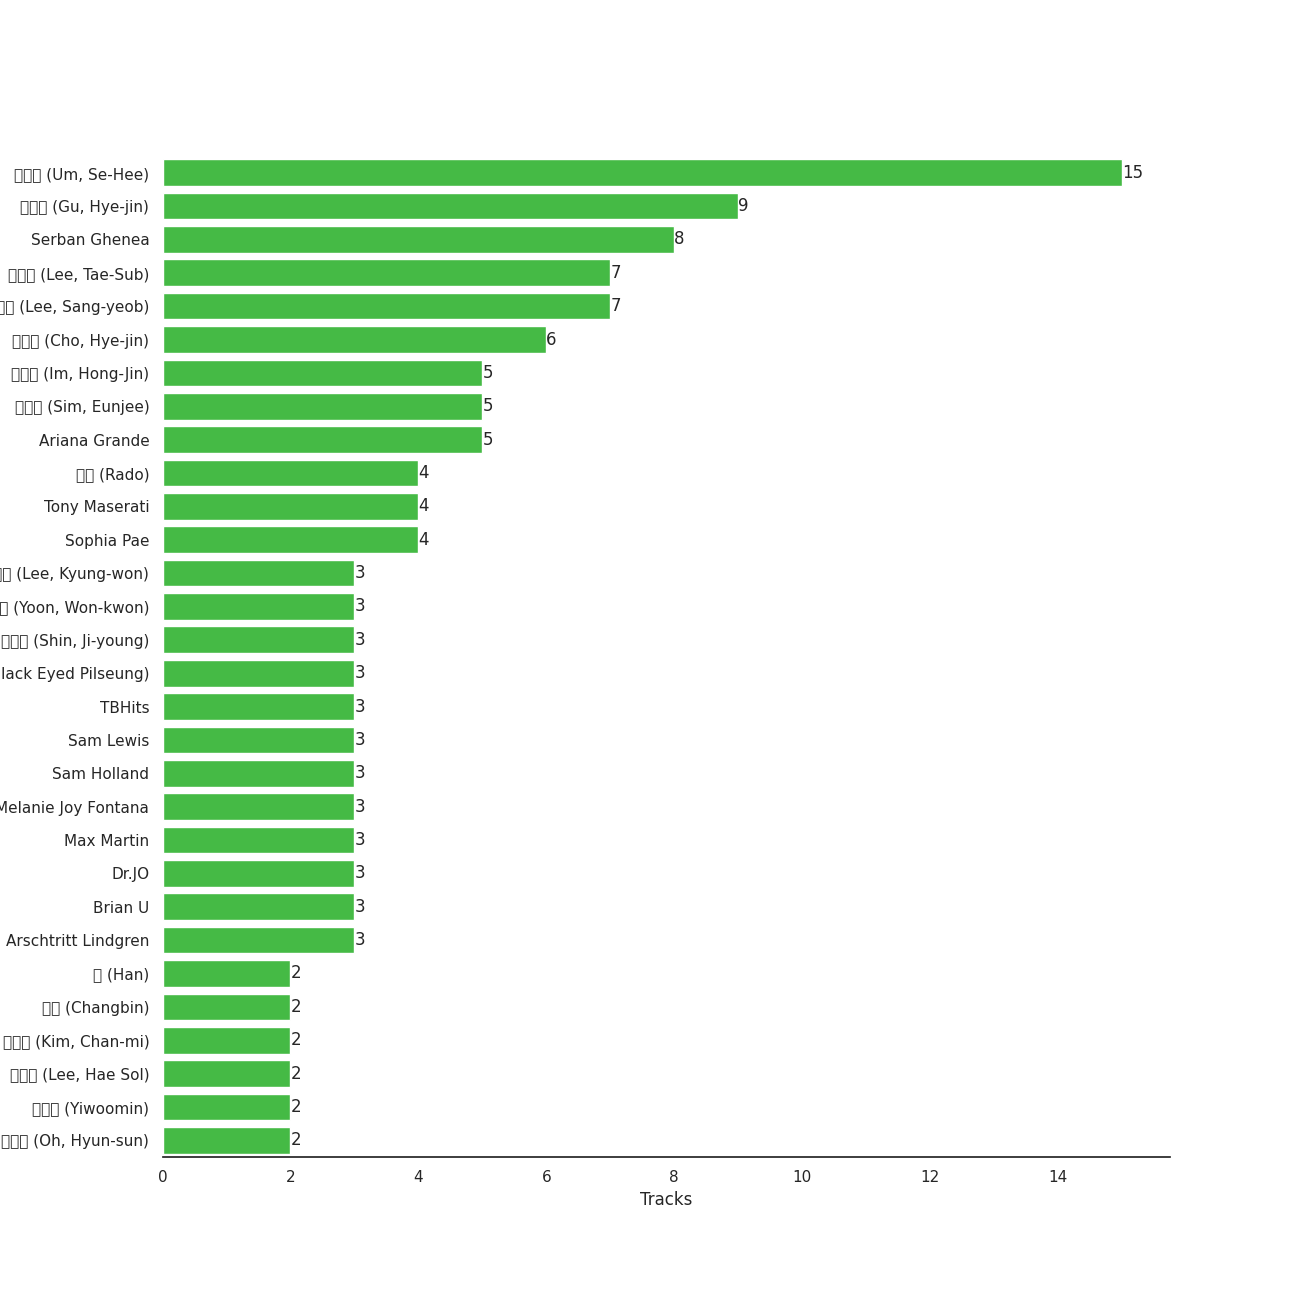 (Um, Se-Hee) 15
(Gu, Hye-jin) 9
Serban Ghenea 8
(Lee, Tae-Sub) 7
(Lee, Sang-yeob) 7
(Cho, Hye-jin) 6
(Im, Hong-Jin) 5
(Sim, Eunjee) 5
Ariana Grande 5
(Rado) 4
Tony Maserati 4
Sophia Pae 4
(Lee, Kyung-won) 3
(Yoon, Won-kwon) 3
(Shin, Ji-young) 3
lack Eyed Pilseung) 3
TBHits 3
Sam Lewis 3
Sam Holland 3
Melanie Joy Fontana 3
Max Martin 3
Dr.JO 3
Brian U 3
Arschtritt Lindgren 3
(Han) 2
(Changbin) 2
(Kim, Chan-mi) 2
(Lee, Hae Sol) 2
(Yiwoomin) 2
(Oh, Hyun-sun) 2
0 2 4 6 8 10 12 14
Tracks